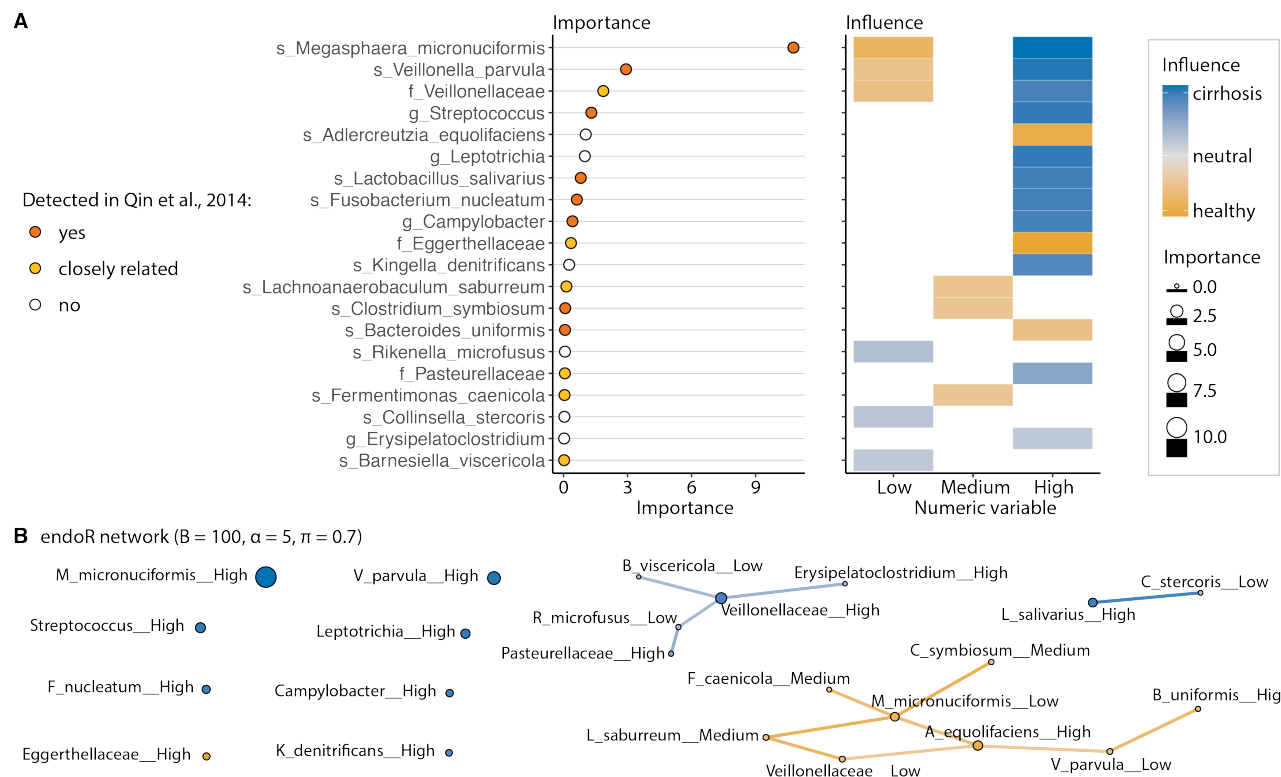 A
Importance
Influence
s_Megasphaera_micronuciformis
s_Veillonella_parvula
f_Veillonellaceae
g_Streptococcus
s_Adlercreutzia_equolifaciens
g_Leptotrichia
s_Lactobacillus_salivarius
s_Fusobacterium_nucleatum
g_Campylobacter
f_Eggerthellaceae
s_Kingella_denitrificans
s_Lachnoanaerobaculum_saburreum
s_Clostridium_symbiosum
s_Bacteroides_uniformis
s_Rikenella_microfusus
f_Pasteurellaceae
s_Fermentimonas_caenicola
s_Collinsella_stercoris
g_Erysipelatoclostridium
s_Barnesiella_viscericola
0 3 6 9
Importance
Low Medium High
Numeric variable
Detected in Qin et al., 2014:
yes
closely related
no
Influence
cirrhosis
neutral
healthy
Importance
0.0
2.5
5.0
7.5
10.0
B endoR network (B = 100, α = 5, π = 0.7)
M_micronuciformis__High
V_parvula__High
Streptococcus__High
Leptotrichia__High
F_nucleatum__High
Campylobacter__High
Eggerthellaceae__High
K_denitrificans__High
B_viscericola__Low
Erysipelatoclostridium__High
Veillonellaceae__High
R_microfusus__Low
Pasteurellaceae__High
C_stercoris__Low
L_salivarius__High
C_symbiosum__Medium
F_caenicola__Medium
M_micronuciformis__Low
B_uniformis__Hig
A_equolifaciens__High
L_saburreum__Medium
V_parvula__Low
Veillonellaceae Low